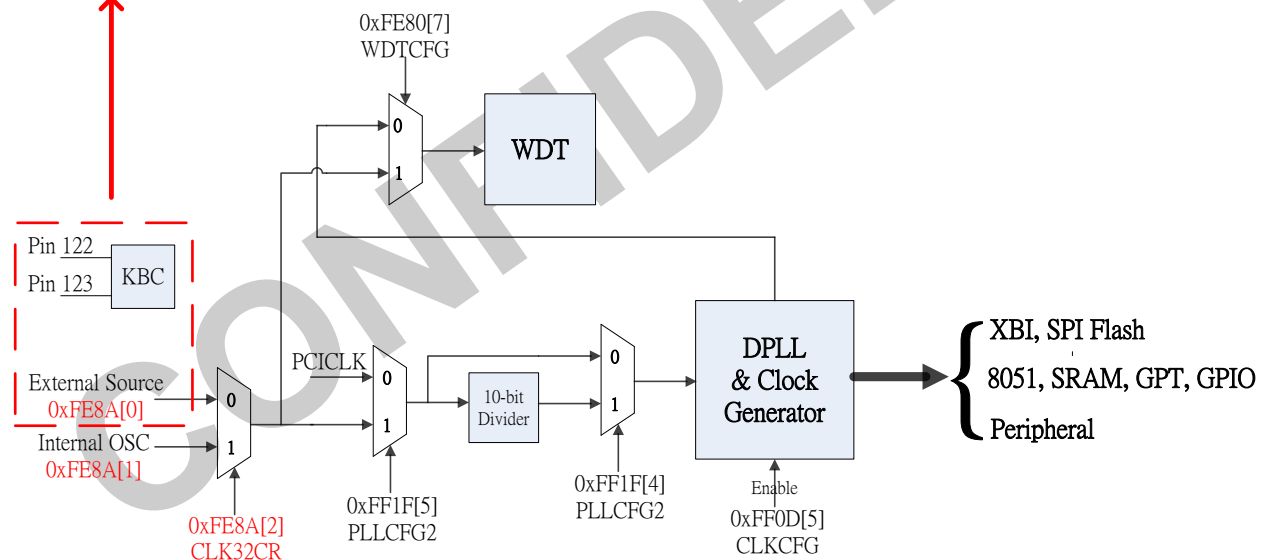 0xFE80[7]
WDTCFG
0
1
WDT
Pin 122
Pin 123
KBC
External Source
0xFE8A[0]
Internal OSC
0xFE8A[1]
0
1
0xFE8A[2]
CLK32CR
PCICLK
0
1
0xFF1F[5]
PLLCFG2
10-bit
Divider
0
1
0xFF1F[4]
PLLCFG2
DPLL
& Clock
Generator
Enable
0xFF0D[5]
CLKCFG
XBI, SPI Flash
8051, SRAM, GPT, GPIO
Peripheral
CONFIDE